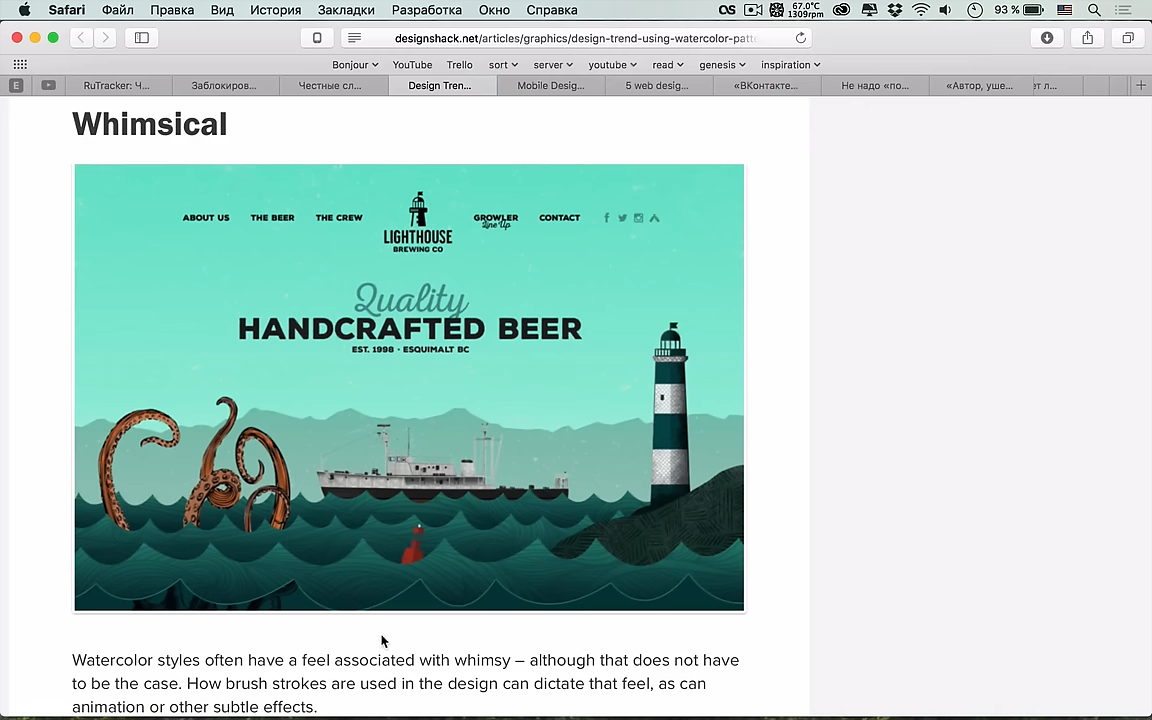 Safari Файл Правка Вид История Закладки Разработка Окно Справка 67.0°C 1309rpm 93 %
designshack.net/articles/graphics/design-trend-using-watercolor-patte
Bonjour YouTube Trello sort server youtube read genesis inspiration
E RuTracker: Ч... Заблокиров... Честные сл... Design Tren... Mobile Desig... 5 web desig... «ВКонтакте... Не надо «по... «Автор, уше... ет л...
Whimsical
ABOUT US THE BEER THE CREW GROWLER CONTACT
Line Up
LIGHTHOUSE
BREWING CO
Quality
HANDCRAFTED BEER
EST. 1998 · ESQUIMALT BC
Watercolor styles often have a feel associated with whimsy – although that does not have
to be the case. How brush strokes are used in the design can dictate that feel, as can
animation or other subtle effects.